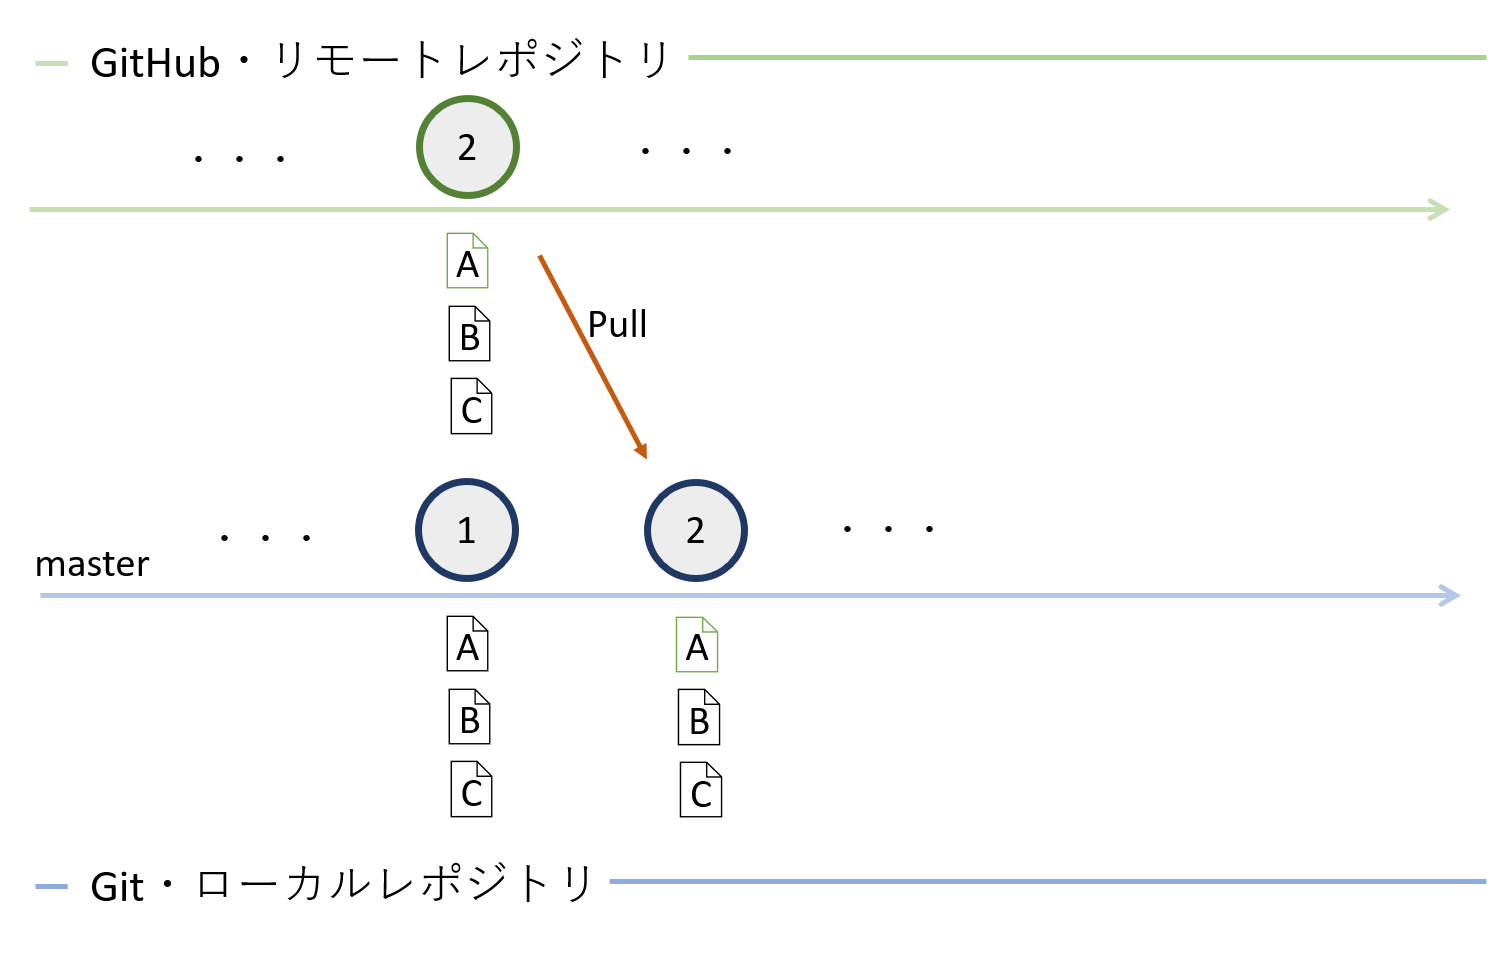 GitHub・リモートレポジトリ
・・・ 2 ・・・
A
Pull
B
C
・・・ 1 2 ・・・
master
A A
B B
C C
Git・ローカルレポジトリ